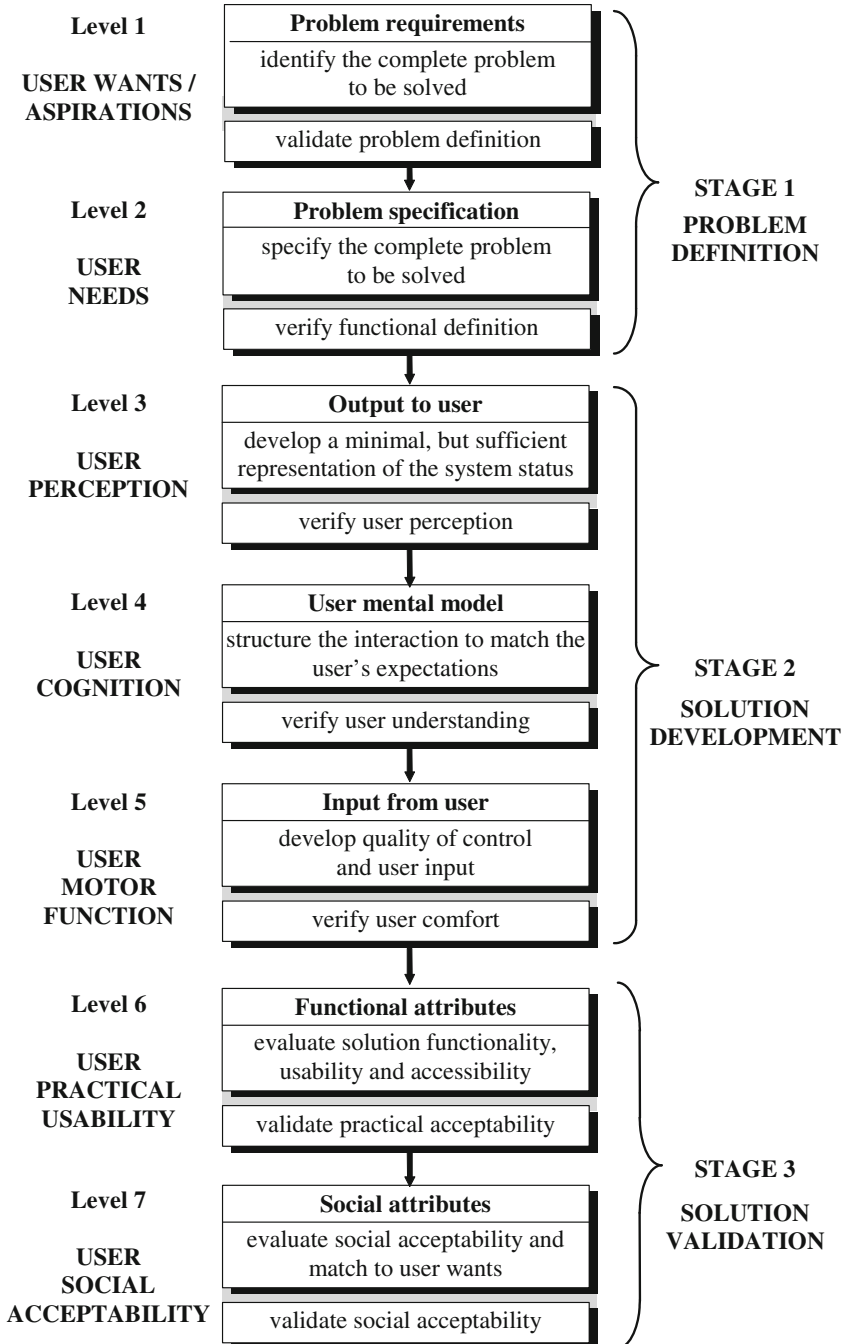 Level 1
USER WANTS /
ASPIRATIONS
Problem requirements
identify the complete problem
to be solved
validate problem definition
Level 2
USER
NEEDS
Problem specification
specify the complete problem
to be solved
verify functional definition
STAGE 1
PROBLEM
DEFINITION
Level 3
USER
PERCEPTION
Output to user
develop a minimal, but sufficient
representation of the system status
verify user perception
Level 4
USER
COGNITION
User mental model
structure the interaction to match the
user's expectations
verify user understanding
Level 5
USER
MOTOR
FUNCTION
Input from user
develop quality of control
and user input
verify user comfort
STAGE 2
SOLUTION
DEVELOPMENT
Level 6
USER
PRACTICAL
USABILITY
Functional attributes
evaluate solution functionality,
usability and accessibility
validate practical acceptability
Level 7
USER
SOCIAL
ACCEPTABILITY
Social attributes
evaluate social acceptability and
match to user wants
validate social acceptability
STAGE 3
SOLUTION
VALIDATION